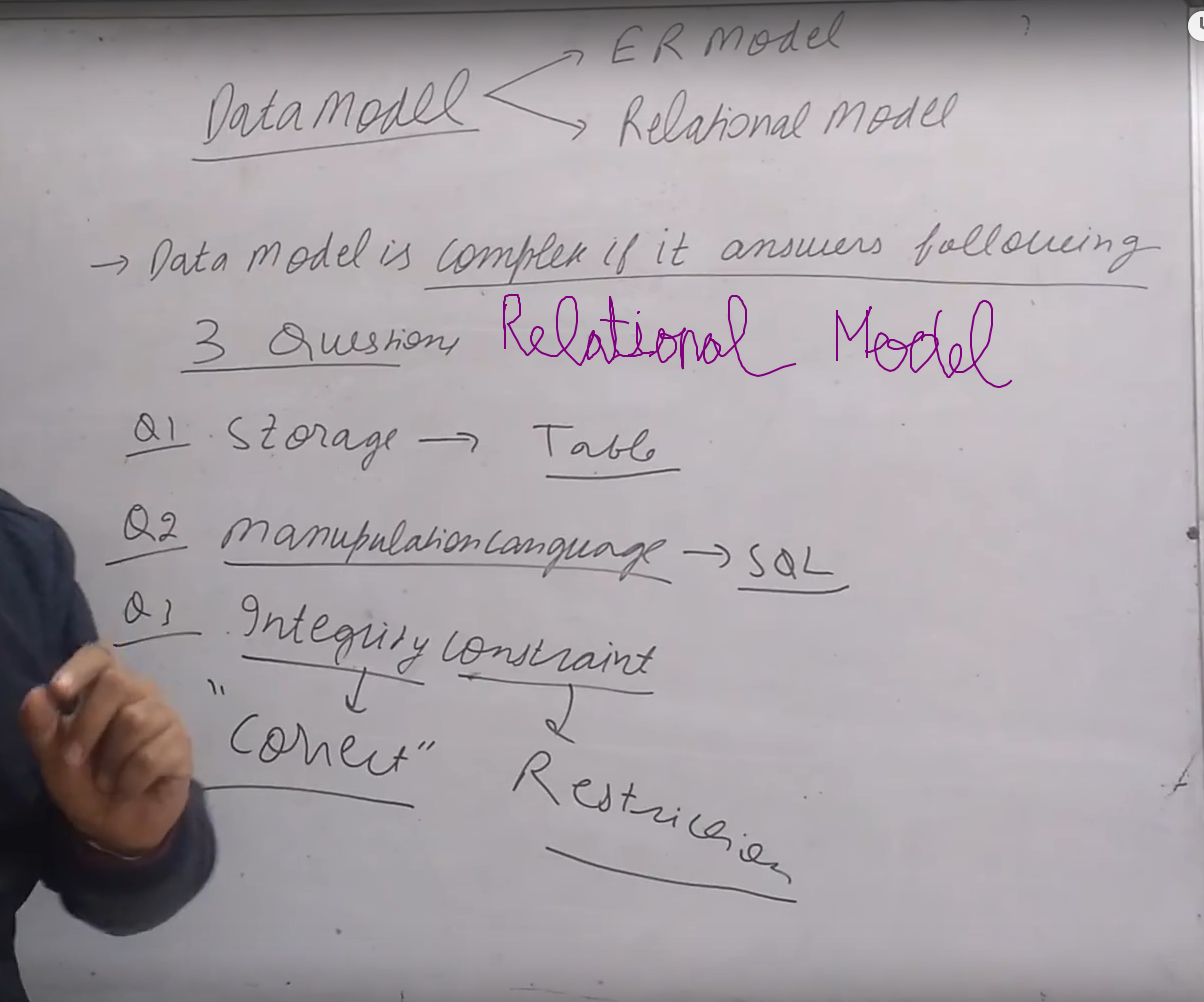 ER Model
Data Model
Relational Model
→ Data Model is complex if it answers following
3 Questions Relational Model
Q1 Storage → Table
Q2 manupulation language → SQL
Q3 Integrity constraint
"Correct"
Restriction